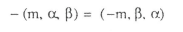 − (m, α, β) = (−m, β, α)